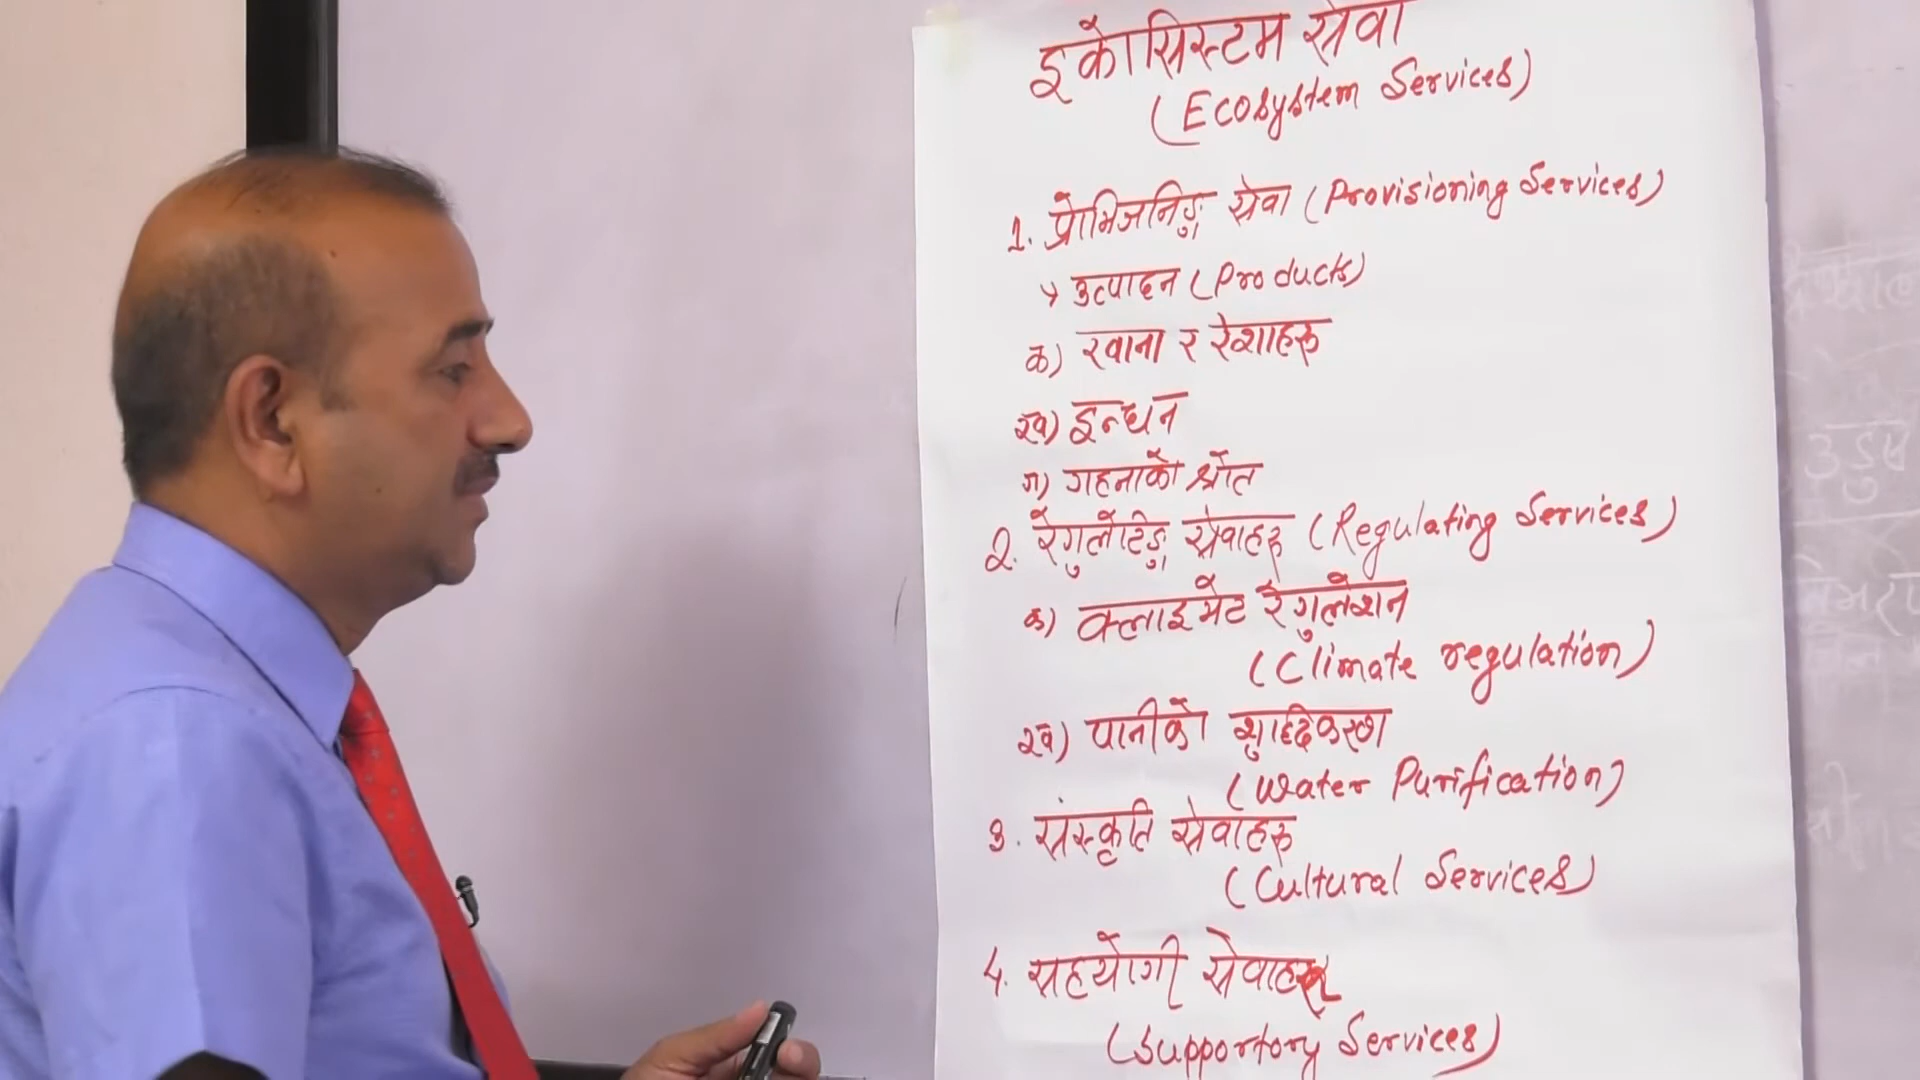 इकोसिस्टम सेवा
(Ecosystem Services)
1. प्रोभिजनिङ्ग सेवा (Provisioning Services)
उत्पादन (Products)
क) खाना र रेशाहरू
ख) इन्धन
ग) गहनाको श्रोत
2. रेगुलेटिङ्ग सेवाहरू (Regulating Services)
क) क्लाइमेट रेगुलेशन
(Climate regulation)
ख) पानीको शुद्दिकरण
(Water Purification)
3. संस्कृति सेवाहरू
(Cultural Services)
4. सहयोगी सेवाहरू
(Supportory Services)